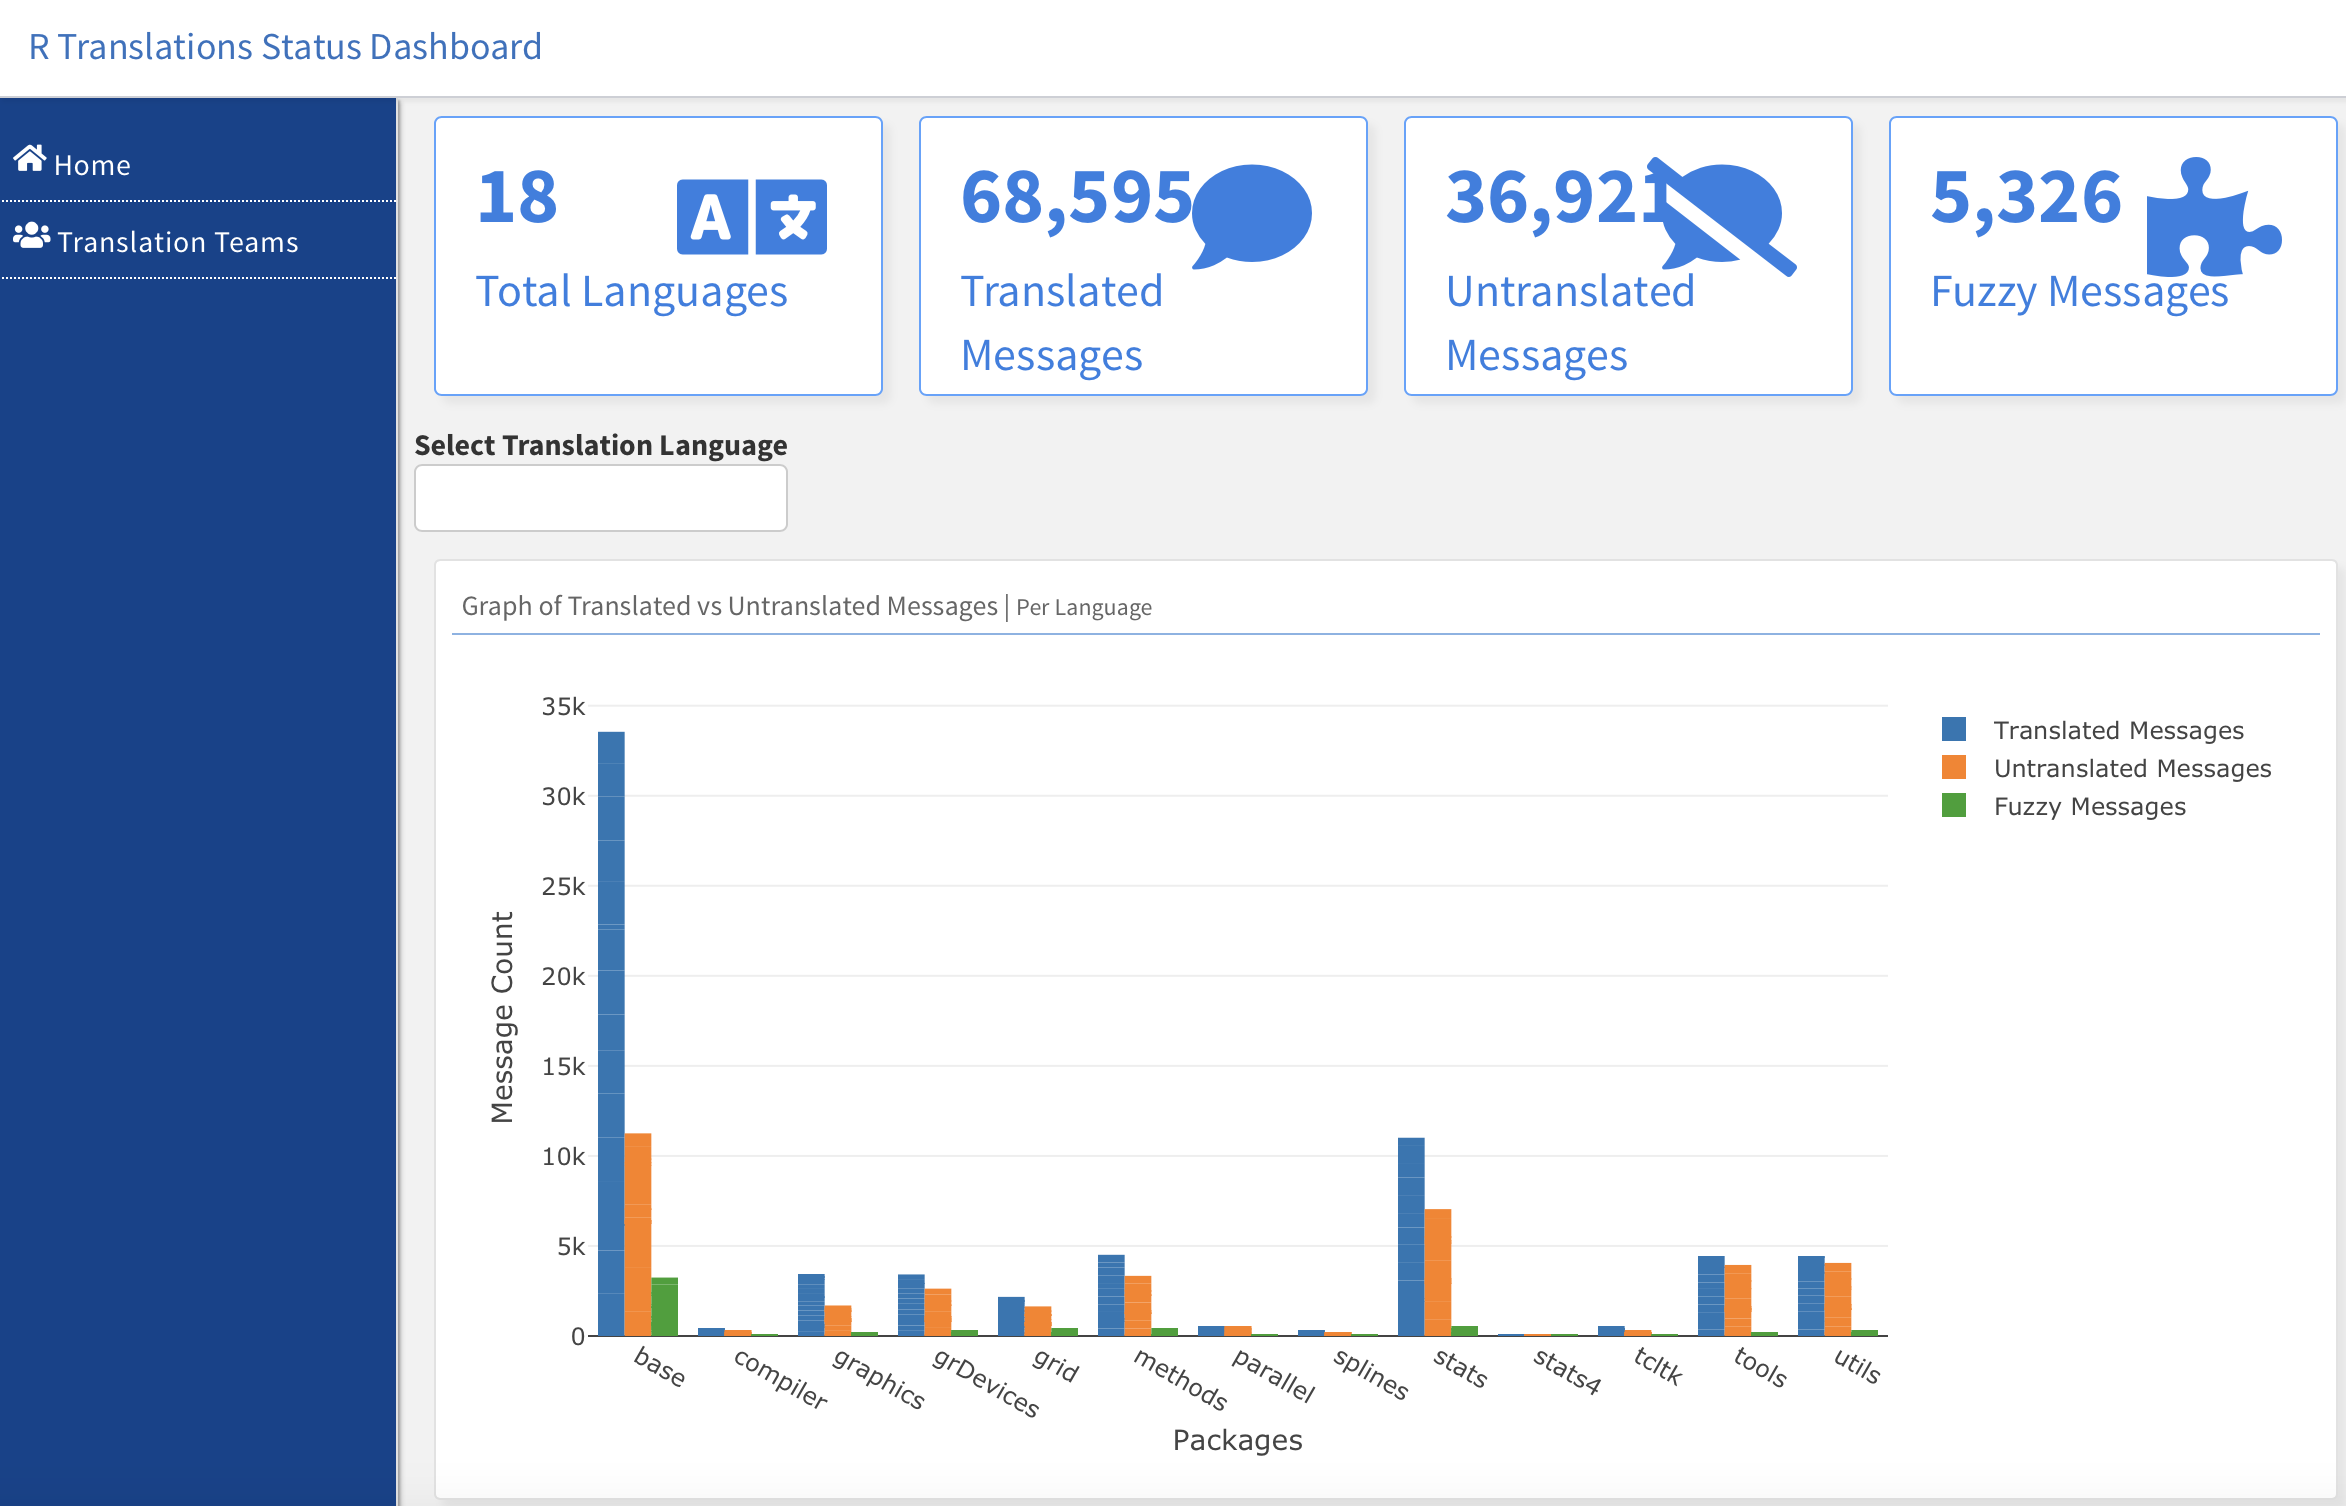 R Translations Status Dashboard
Home
Translation Teams
18
Total Languages
68,595
Translated
Messages
36,921
Untranslated
Messages
5,326
Fuzzy Messages
Select Translation Language
Graph of Translated vs Untranslated Messages | Per Language
35k
30k
25k
20k
15k
10k
5k
0
Message Count
Translated Messages
Untranslated Messages
Fuzzy Messages
base
compiler
graphics
grDevices
grid
methods
parallel
splines
stats
stats4
tcltk
tools
utils
Packages
A 文